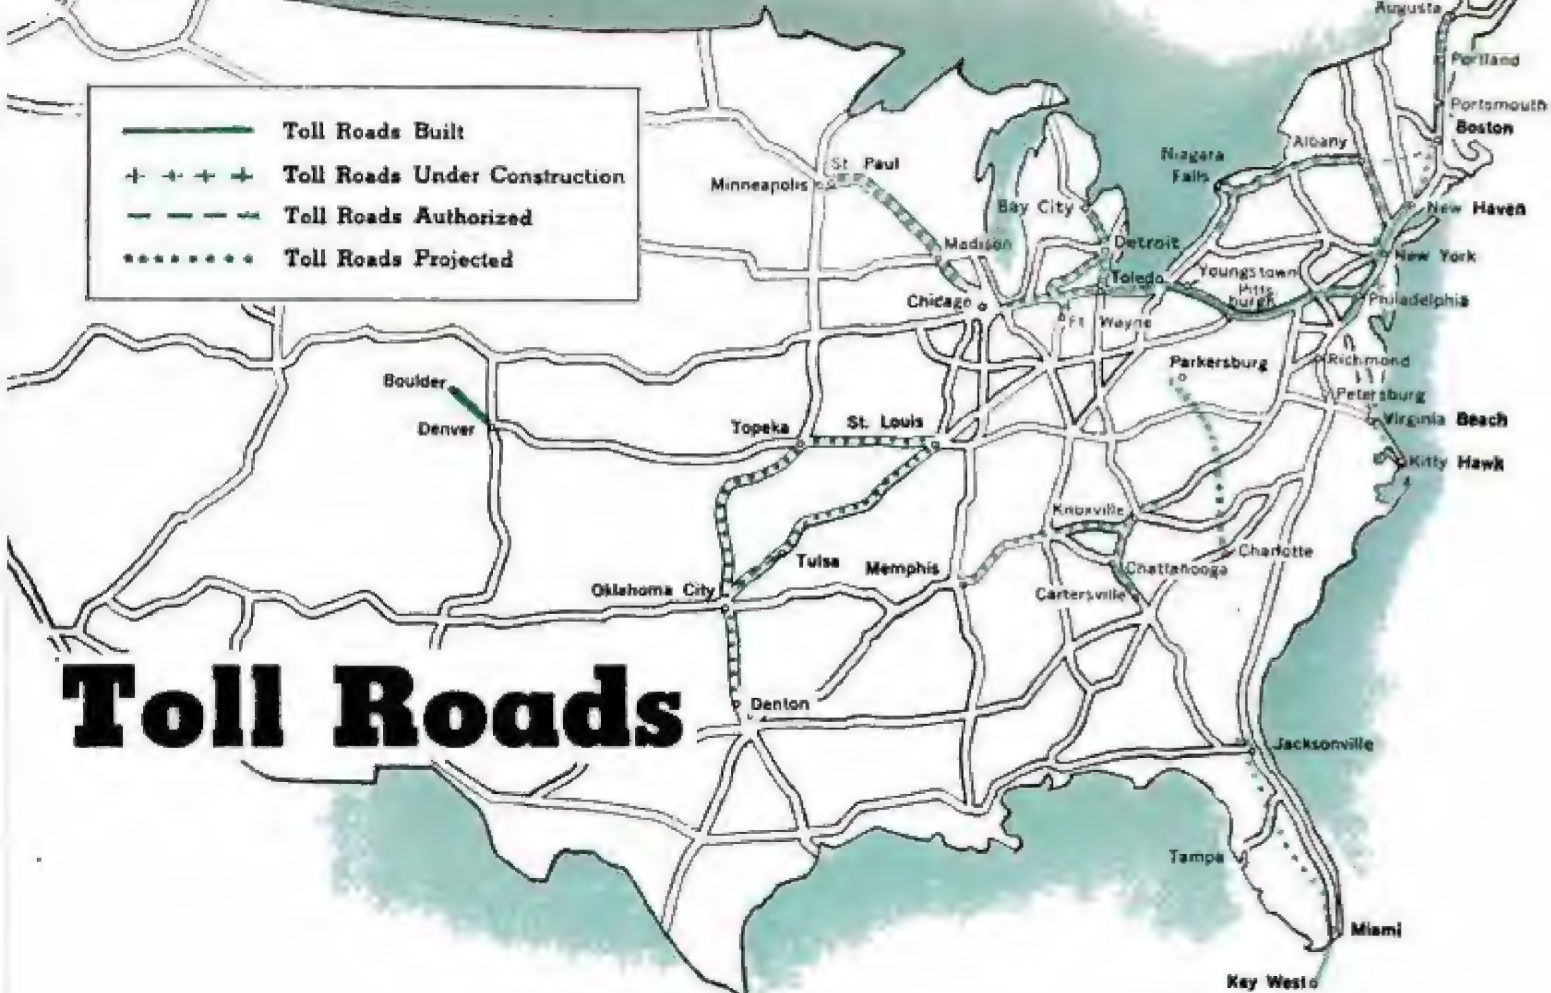 Augusta
Portland
Portsmouth
Boston
Toll Roads Built
Toll Roads Under Construction
Toll Roads Authorized
Toll Roads Projected
Albany
Niagara
Falls
St Paul
Minneapolis
Bay City
New Haven
Madison
Detroit
New York
Toledo
Youngstown
Pitts
burgh
Chicago
Philadelphia
Ft Wayne
Parkersburg
Richmond
Boulder
Petersburg
Denver
Topeka
St. Louis
Virginia Beach
Kitty Hawk
Knoxville
Charlotte
Tulsa
Memphis
Chattanooga
Oklahoma City
Cartersville
Toll Roads
Denton
Jacksonville
Tampa
Miami
Key West